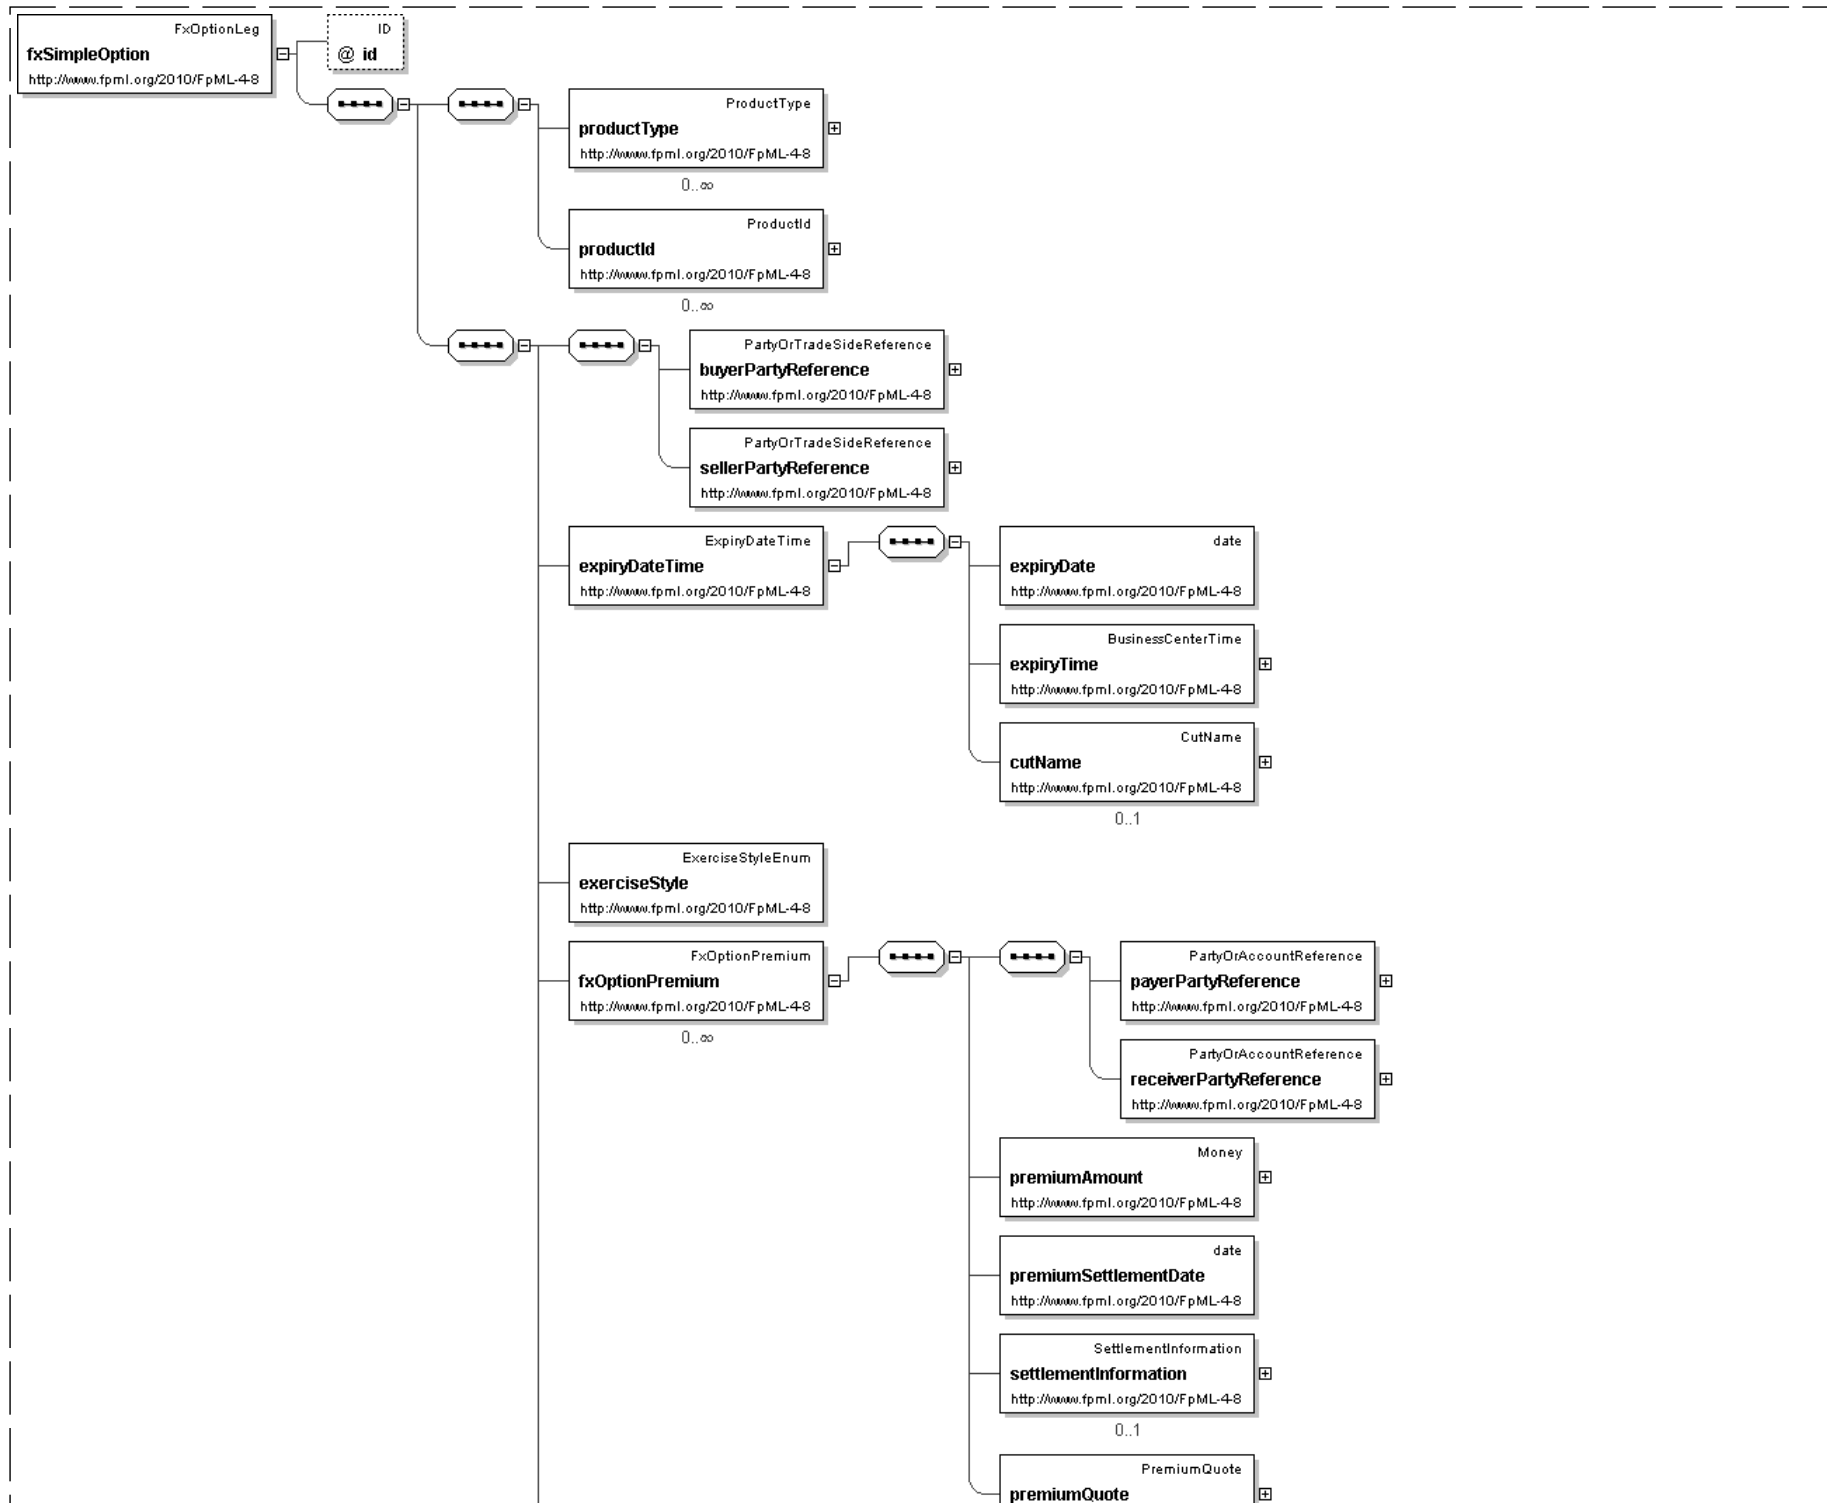 FxOptionLeg
fxSimpleOption
http://www.fpml.org/2010/FpML-4-8
ID
@ id
ProductType
productType
http://www.fpml.org/2010/FpML-4-8
0..∞
ProductId
productId
http://www.fpml.org/2010/FpML-4-8
0..∞
PartyOrTradeSideReference
buyerPartyReference
http://www.fpml.org/2010/FpML-4-8
PartyOrTradeSideReference
sellerPartyReference
http://www.fpml.org/2010/FpML-4-8
ExpiryDateTime
expiryDateTime
http://www.fpml.org/2010/FpML-4-8
date
expiryDate
http://www.fpml.org/2010/FpML-4-8
BusinessCenterTime
expiryTime
http://www.fpml.org/2010/FpML-4-8
CutName
cutName
http://www.fpml.org/2010/FpML-4-8
0..1
ExerciseStyleEnum
exerciseStyle
http://www.fpml.org/2010/FpML-4-8
FxOptionPremium
fxOptionPremium
http://www.fpml.org/2010/FpML-4-8
0..∞
PartyOrAccountReference
payerPartyReference
http://www.fpml.org/2010/FpML-4-8
PartyOrAccountReference
receiverPartyReference
http://www.fpml.org/2010/FpML-4-8
Money
premiumAmount
http://www.fpml.org/2010/FpML-4-8
date
premiumSettlementDate
http://www.fpml.org/2010/FpML-4-8
SettlementInformation
settlementInformation
http://www.fpml.org/2010/FpML-4-8
0..1
PremiumQuote
premiumQuote